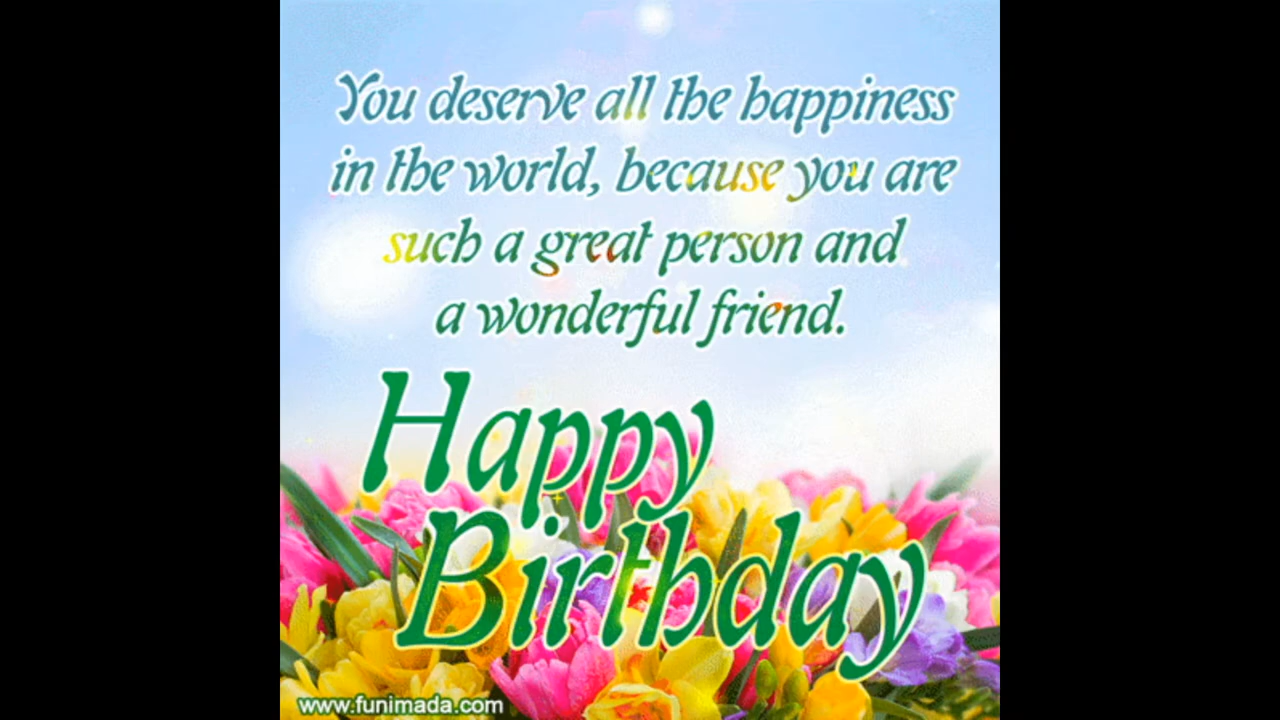 You deserve all the happiness
in the world, because you are
such a great person and
a wonderful friend.
Happy
Birthday
www.funimada.com